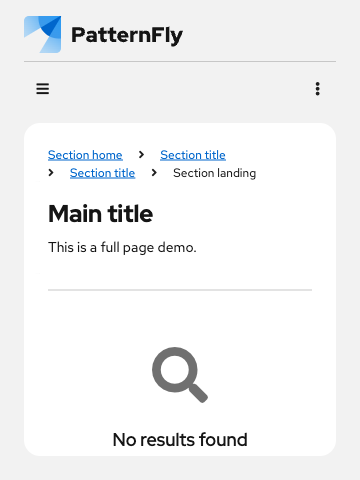 PatternFly
Section home > Section title
> Section title > Section landing
Main title
This is a full page demo.
No results found